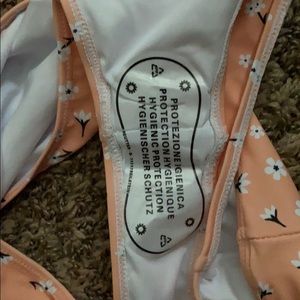 PROTEZIONE IGIENICA
PROTECTION HYGIENIQUE
HYGIENIC PROTECTION
HYGIENISCHER SCHUTZ